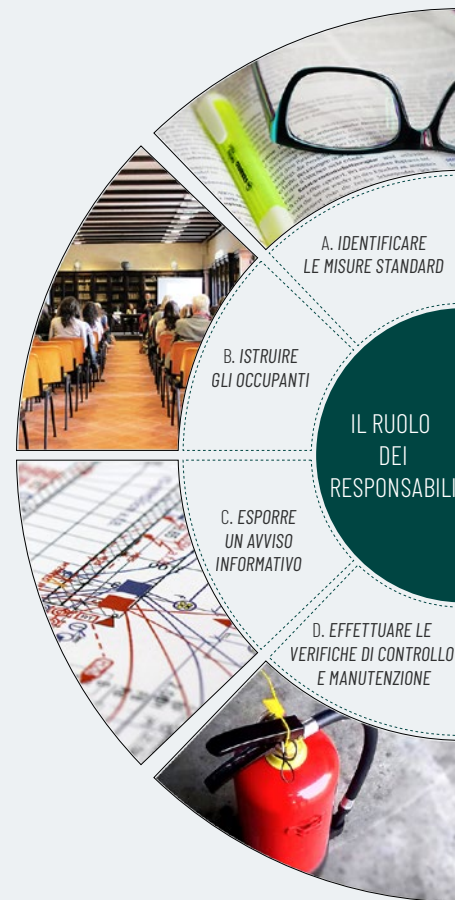 A. IDENTIFICARE
LE MISURE STANDARD
B. ISTRUIRE
GLI OCCUPANTI
IL RUOLO
DEI
RESPONSABILI
C. ESPORRE
UN AVVISO
INFORMATIVO
D. EFFETTUARE LE
VERIFICHE DI CONTROLLO
E MANUTENZIONE